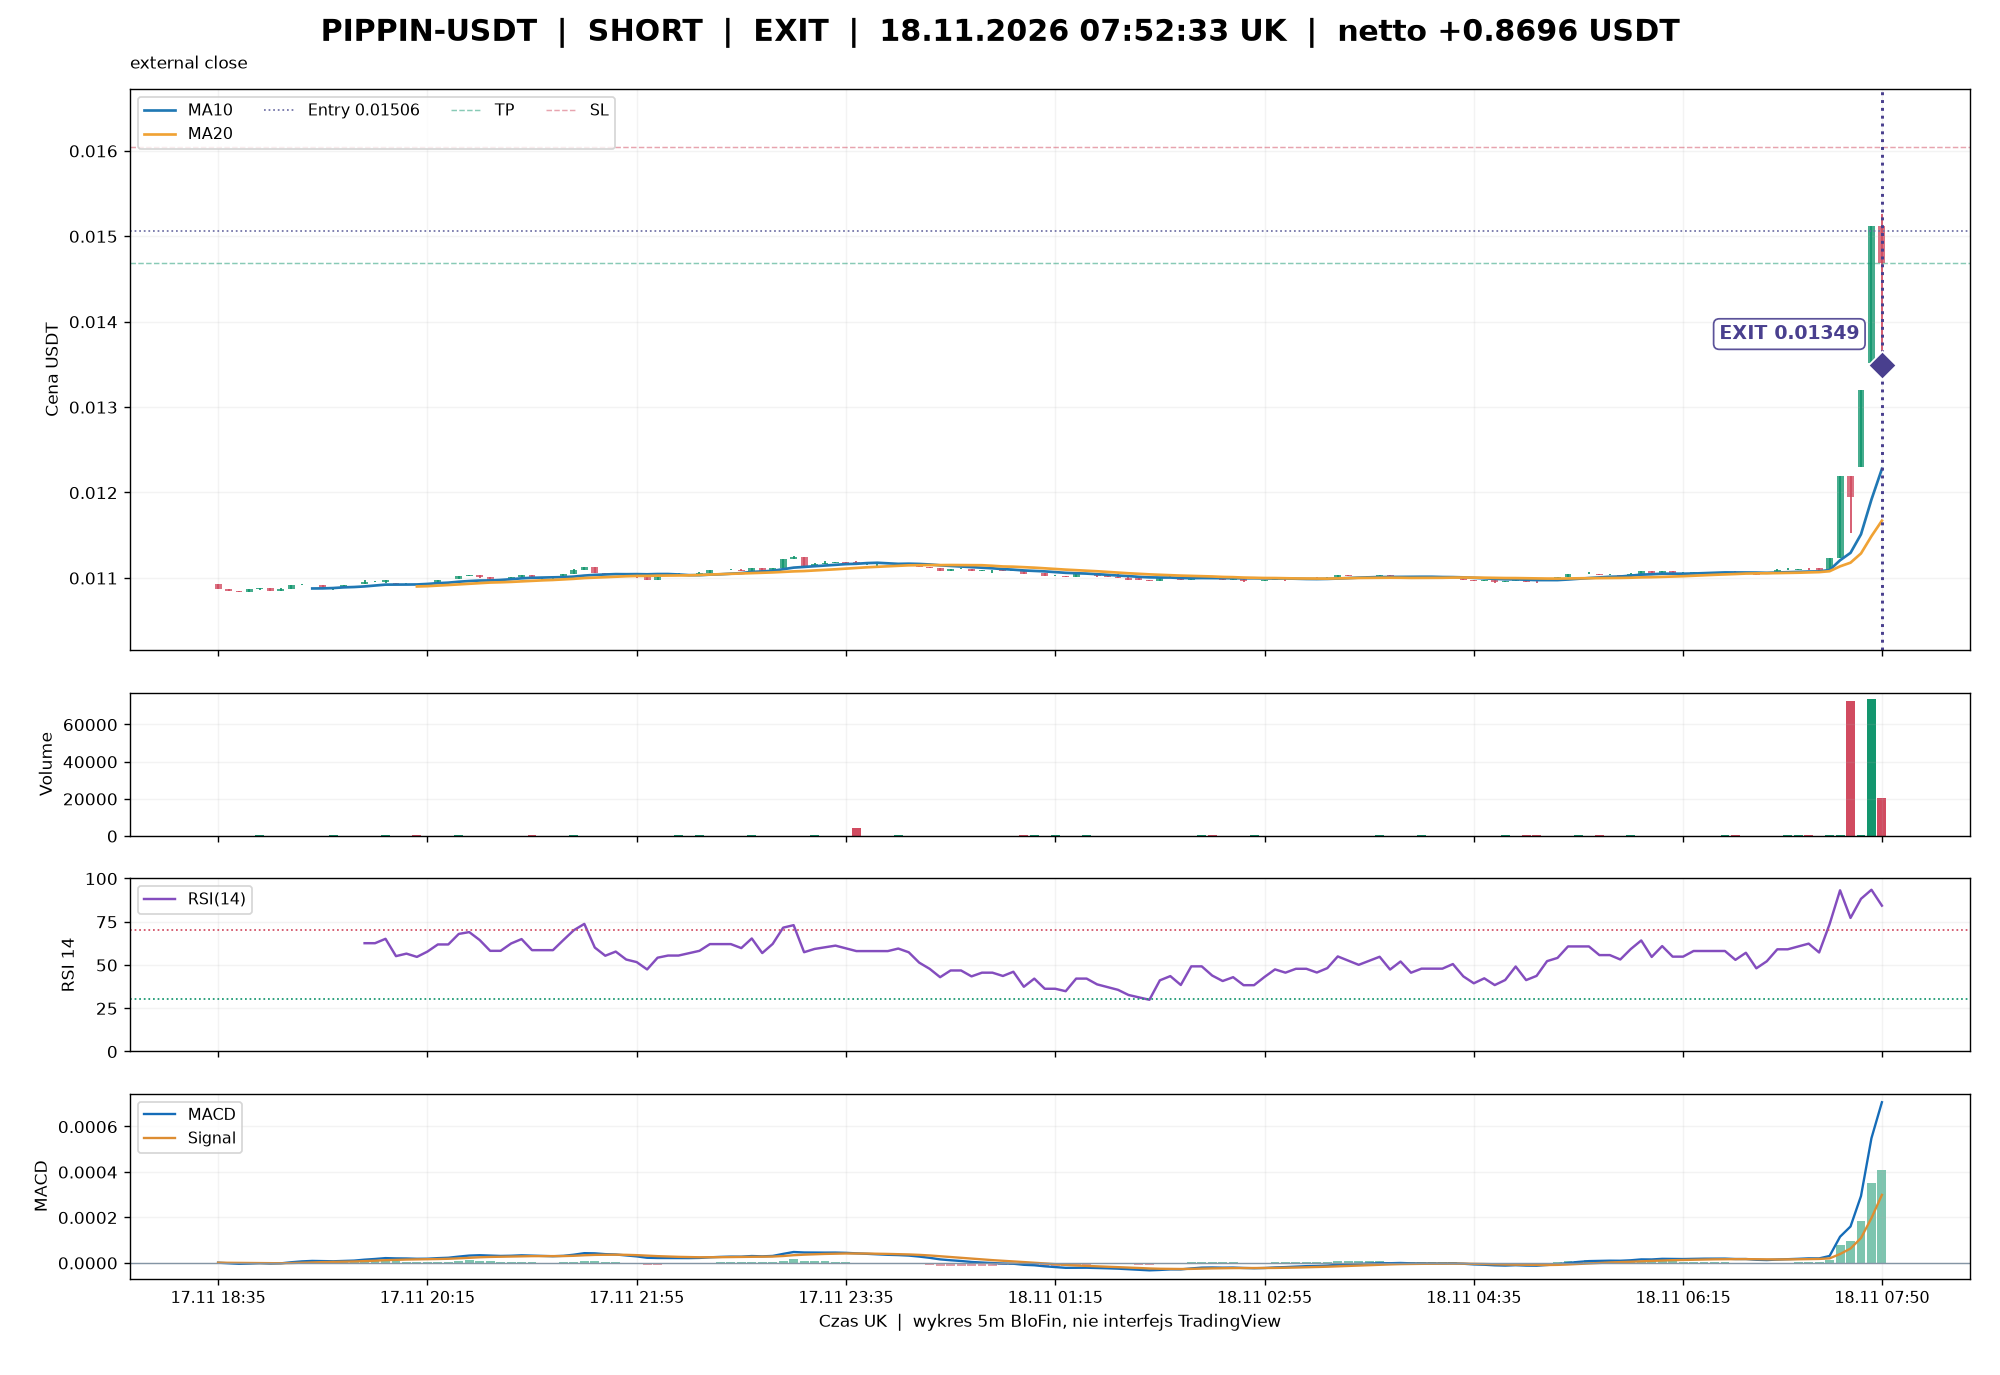 PIPPIN-USDT | SHORT | EXIT | 18.11.2026 07:52:33 UK | netto +0.8696 USDT
external close
MA10
MA20
Entry 0.01506
TP
SL
0.016
0.015
0.014
0.013
0.012
0.011
Cena USDT
EXIT 0.01349
60000
40000
20000
0
Volume
100
75
50
25
0
RSI 14
RSI(14)
MACD
Signal
0.0006
0.0004
0.0002
0.0000
MACD
17.11 18:35
17.11 20:15
17.11 21:55
17.11 23:35
18.11 01:15
18.11 02:55
18.11 04:35
18.11 06:15
18.11 07:50
Czas UK | wykres 5m BloFin, nie interfejs TradingView